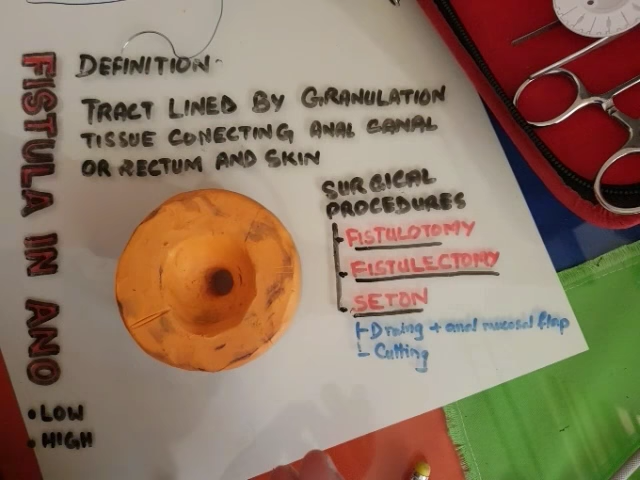 FISTULA IN ANO
• LOW
• HIGH
DEFINITION-
TRACT LINED BY GRANULATION
TISSUE CONECTING ANAL CANAL
OR RECTUM AND SKIN
SURGICAL
PROCEDURES
FISTULOTOMY
FISTULECTOMY
SETON
+ anal mucosal flap
Cutting